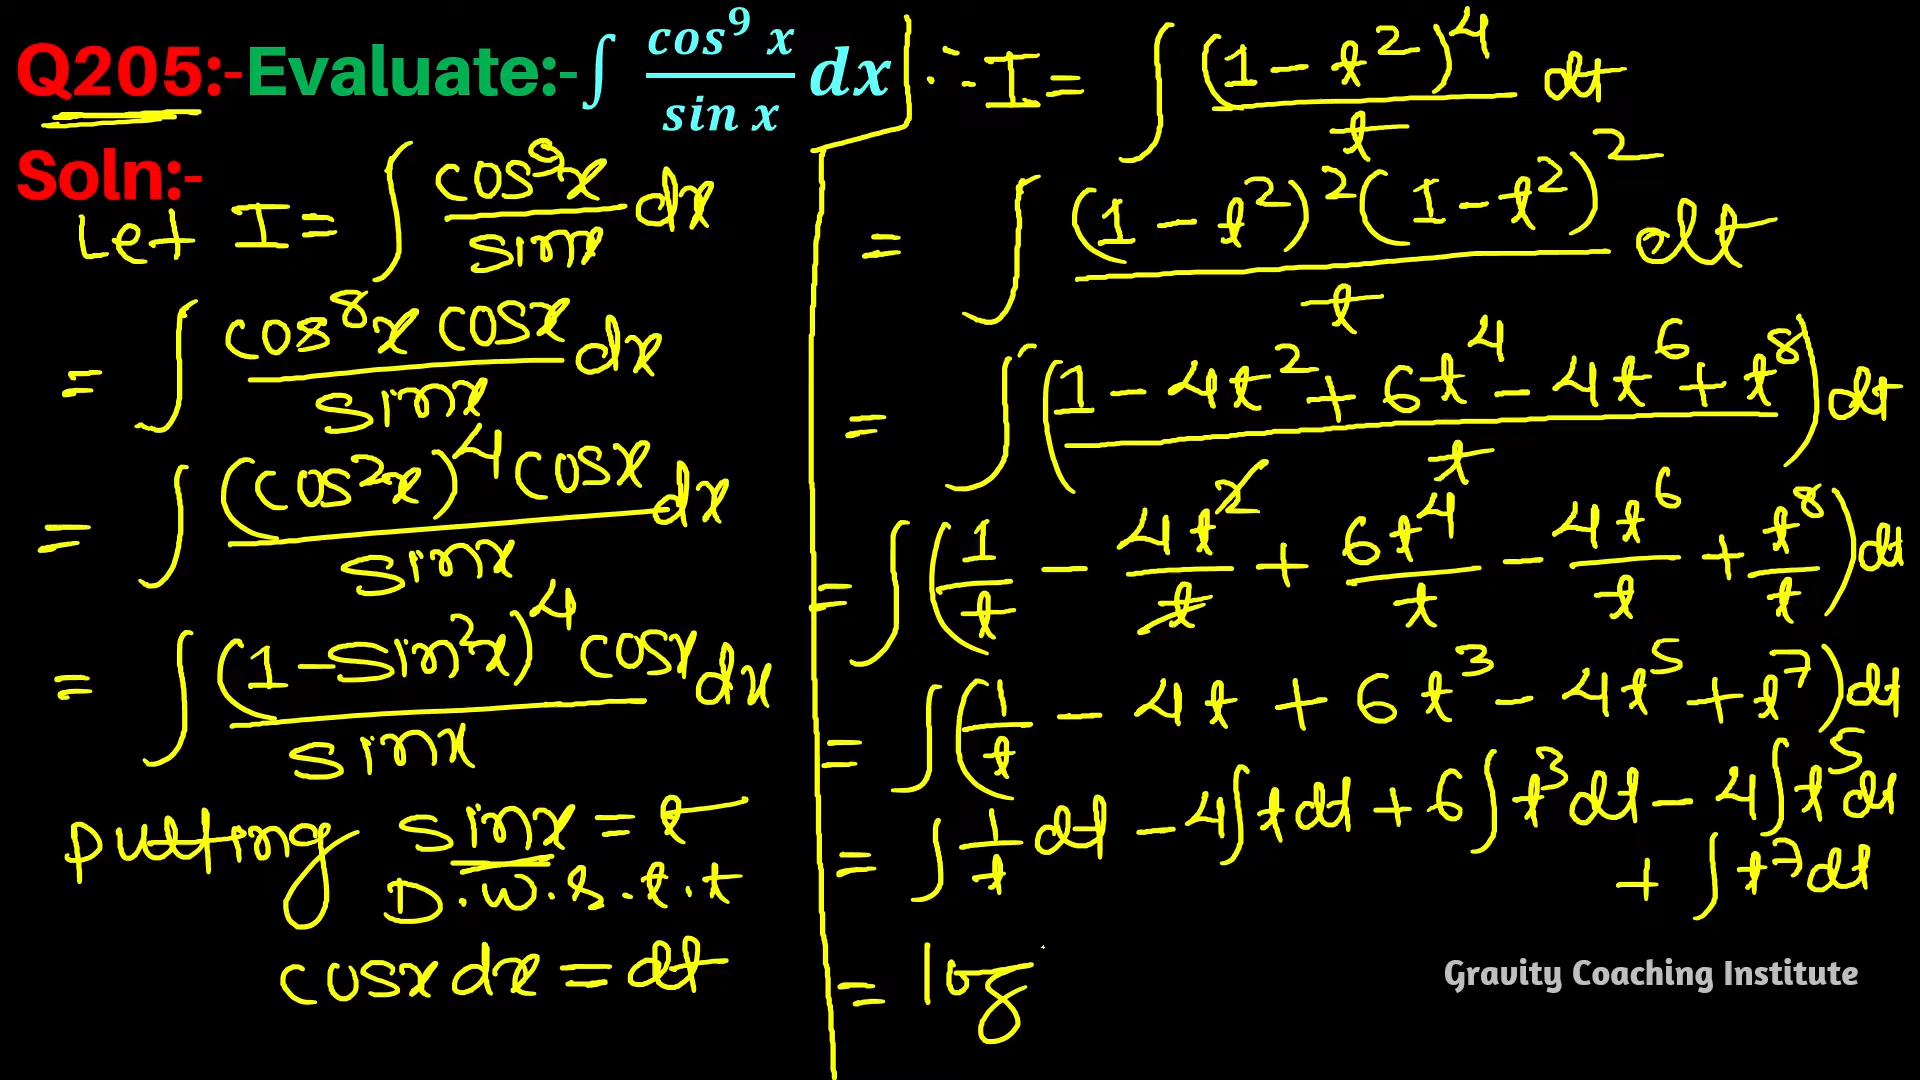 Q205:-Evaluate:- ∫ cos⁹ x / sin x dx
Soln:-
Let I = ∫ cos⁹x / sinx dx
= ∫ cos⁸x cosx / sinx dx
= ∫ (cos²x)⁴ cosx / sinx dx
= ∫ (1-sin²x)⁴ cosx / sinx dx
putting sinx = t
D.w.r.t.t
cosx dx = dt
∴ I = ∫ (1-t²)⁴ / t dt
= ∫ (1-t²)² (1-t²)² / t dt
= ∫ (1-4t²+6t⁴-4t⁶+t⁸ / t) dt
= ∫ (1/t - 4t²/t + 6t⁴/t - 4t⁶/t + t⁸/t) dt
= ∫ (1/t - 4t + 6t³ - 4t⁵ + t⁷) dt
= ∫ 1/t dt - 4∫t dt + 6∫t³dt - 4∫t⁵dt
+ ∫t⁷dt
= log
Gravity Coaching Institute